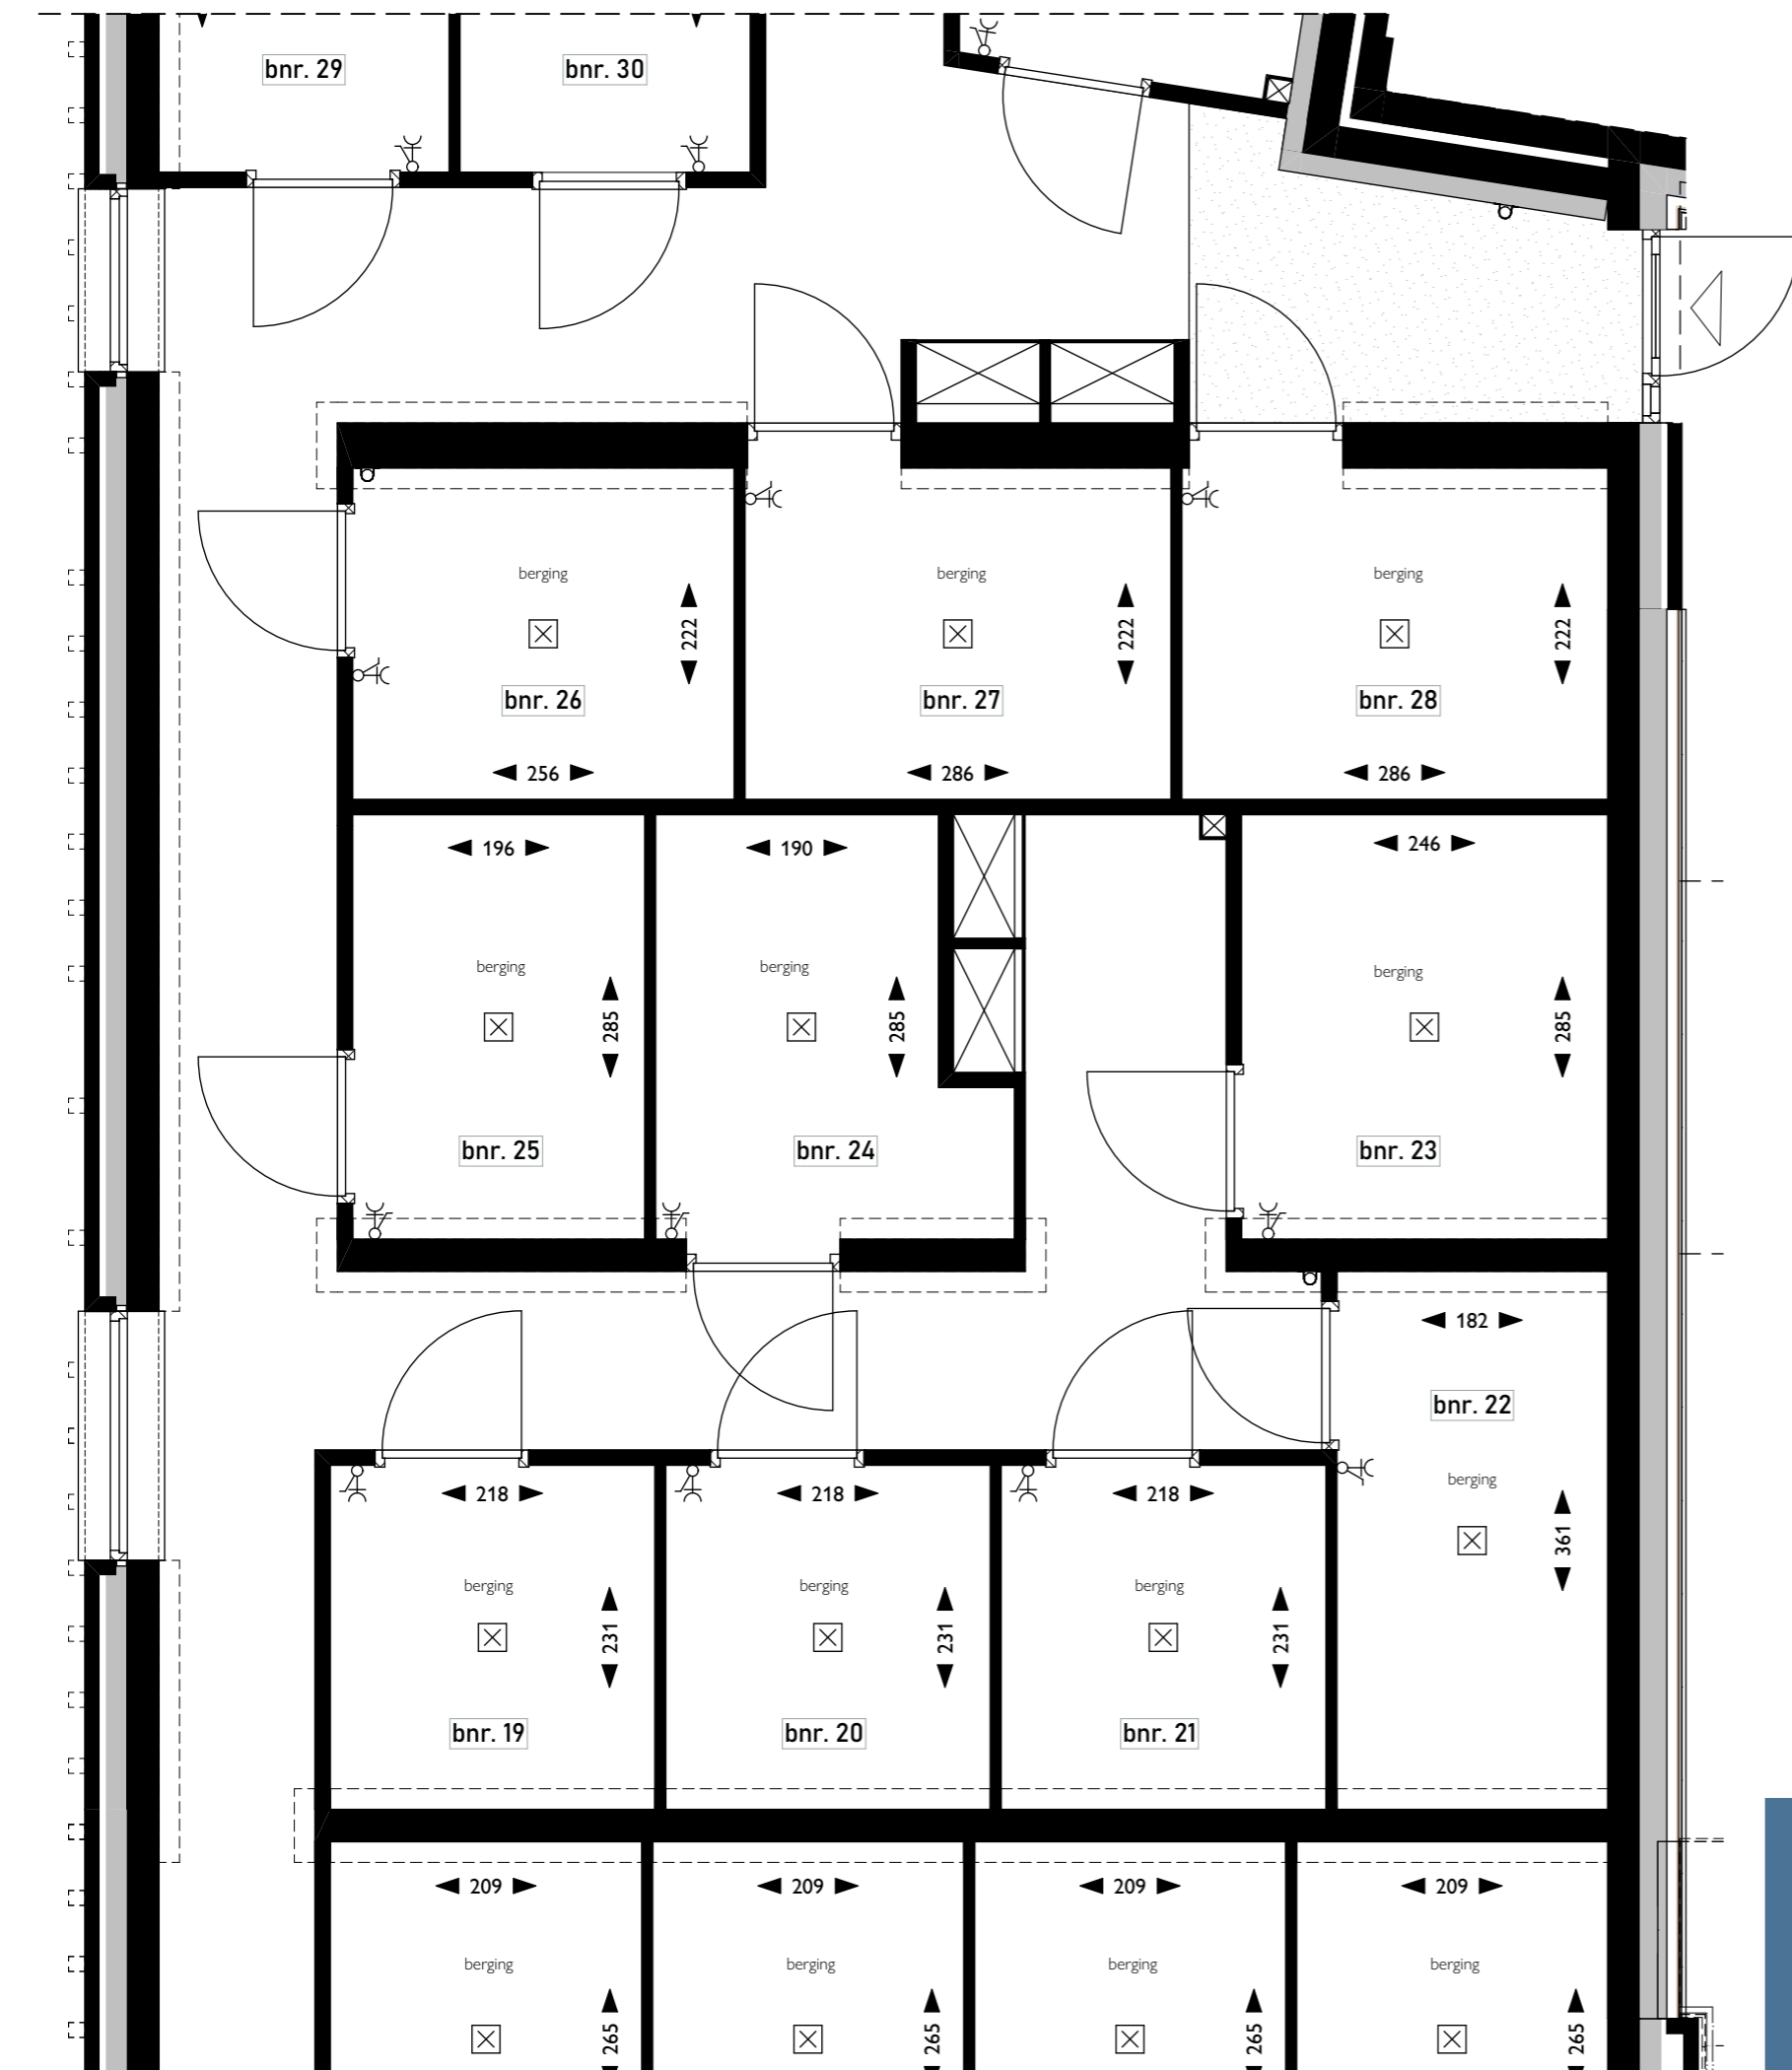 bnr. 29
bnr. 30
berging
222
bnr. 26
256
berging
222
bnr. 27
286
berging
222
bnr. 28
286
196
berging
285
bnr. 25
190
berging
285
bnr. 24
246
berging
285
bnr. 23
182
bnr. 22
berging
361
218
berging
231
bnr. 19
218
berging
231
bnr. 20
218
berging
231
bnr. 21
209
berging
265
209
berging
265
209
berging
265
209
berging
265